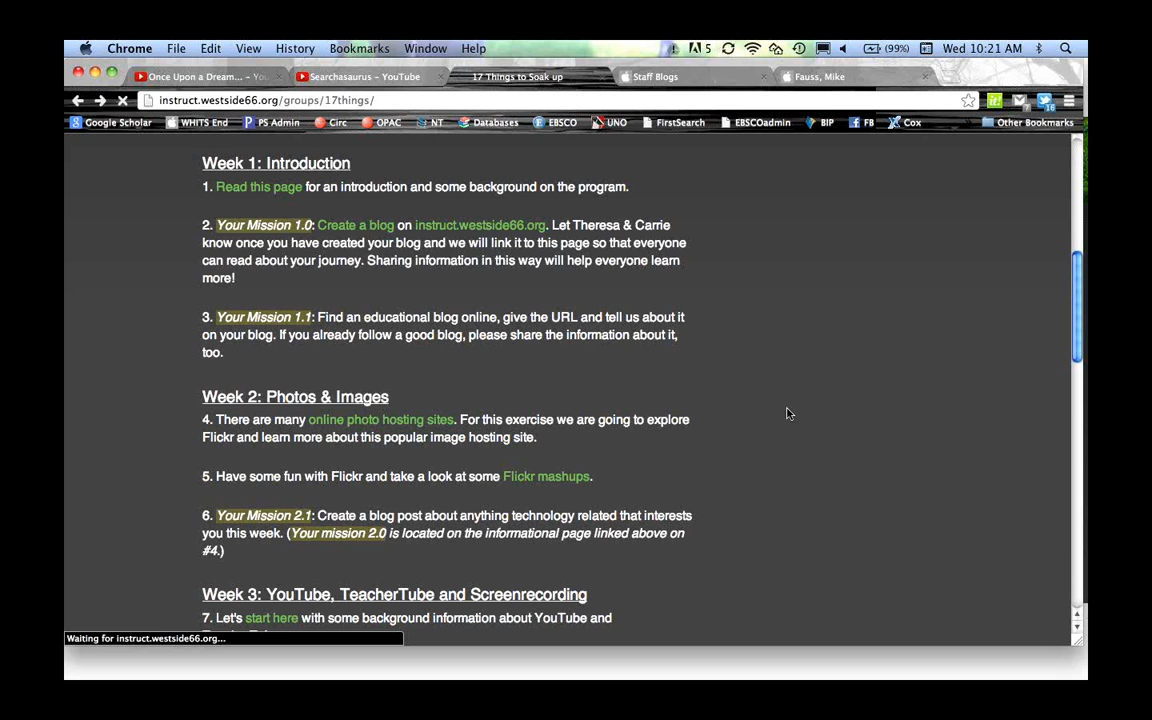 Chrome File Edit View History Bookmarks Window Help 5 (99%) Wed 10:21 AM
Once Upon a Dream... – Yo Searchasaurus – YouTube 17 Things to Soak up Staff Blogs Fauss, Mike
instruct.westside66.org/groups/17things/
Google Scholar WHITS End PS Admin Circ OPAC NT Databases EBSCO UNO FirstSearch EBSCOadmin BIP FB Cox Other Bookmarks
Week 1: Introduction
1. Read this page for an introduction and some background on the program.
2. Your Mission 1.0: Create a blog on instruct.westside66.org. Let Theresa & Carrie
know once you have created your blog and we will link it to this page so that everyone
can read about your journey. Sharing information in this way will help everyone learn
more!
3. Your Mission 1.1: Find an educational blog online, give the URL and tell us about it
on your blog. If you already follow a good blog, please share the information about it,
too.
Week 2: Photos & Images
4. There are many online photo hosting sites. For this exercise we are going to explore
Flickr and learn more about this popular image hosting site.
5. Have some fun with Flickr and take a look at some Flickr mashups.
6. Your Mission 2.1: Create a blog post about anything technology related that interests
you this week. (Your mission 2.0 is located on the informational page linked above on
#4.)
Week 3: YouTube, TeacherTube and Screenrecording
7. Let's start here with some background information about YouTube and
Waiting for instruct.westside66.org...